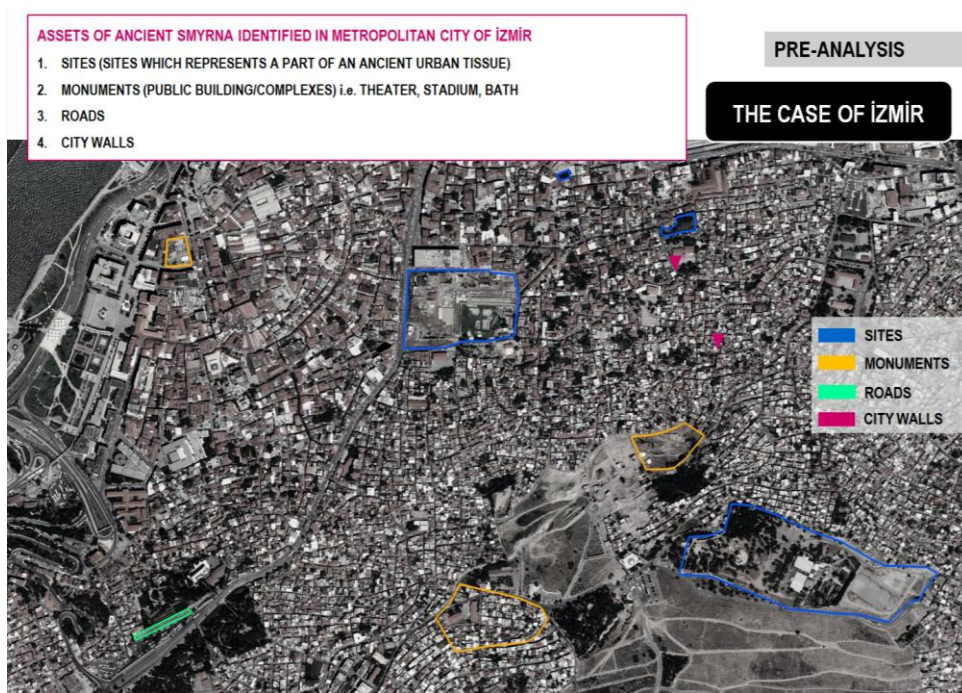 ASSETS OF ANCIENT SMYRNA IDENTIFIED IN METROPOLITAN CITY OF İZMİR
1. SITES (SITES WHICH REPRESENTS A PART OF AN ANCIENT URBAN TISSUE)
2. MONUMENTS (PUBLIC BUILDING/COMPLEXES) i.e. THEATER, STADIUM, BATH
3. ROADS
4. CITY WALLS
PRE-ANALYSIS
THE CASE OF İZMİR
SITES
MONUMENTS
ROADS
CITY WALLS